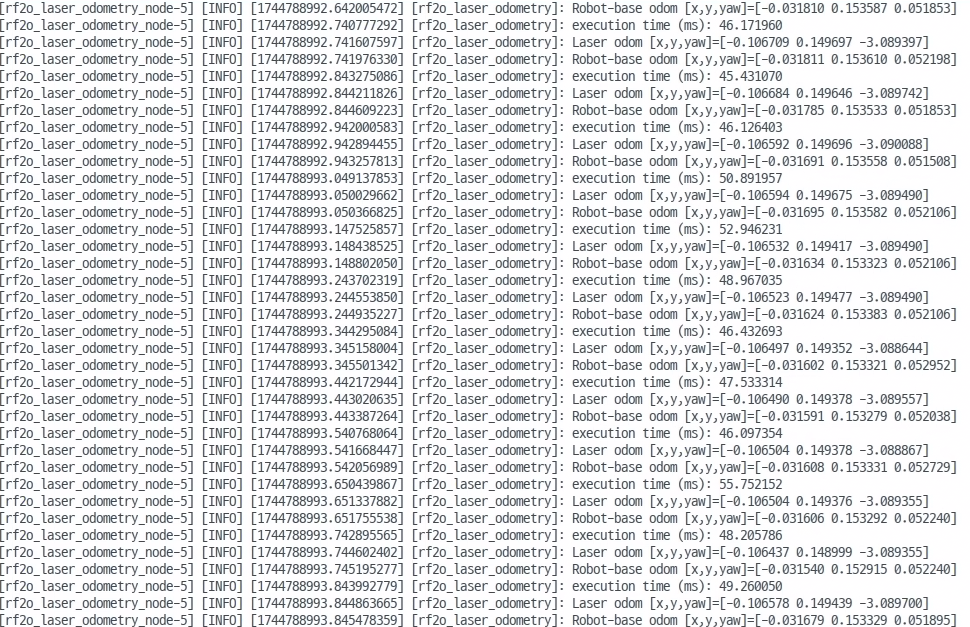 [rf2o_laser_odometry_node-5] [INFO] [1744788992.642005472] [rf2o_laser_odometry]: Robot-base odom [x,y,yaw]=[-0.031810 0.153587 0.051853]
[rf2o_laser_odometry_node-5] [INFO] [1744788992.740777292] [rf2o_laser_odometry]: execution time (ms): 46.171960
[rf2o_laser_odometry_node-5] [INFO] [1744788992.741607597] [rf2o_laser_odometry]: Laser odom [x,y,yaw]=[-0.106709 0.149697 -3.089397]
[rf2o_laser_odometry_node-5] [INFO] [1744788992.741976330] [rf2o_laser_odometry]: Robot-base odom [x,y,yaw]=[-0.031811 0.153610 0.052198]
[rf2o_laser_odometry_node-5] [INFO] [1744788992.843275086] [rf2o_laser_odometry]: execution time (ms): 45.431070
[rf2o_laser_odometry_node-5] [INFO] [1744788992.844211826] [rf2o_laser_odometry]: Laser odom [x,y,yaw]=[-0.106684 0.149646 -3.089742]
[rf2o_laser_odometry_node-5] [INFO] [1744788992.844609223] [rf2o_laser_odometry]: Robot-base odom [x,y,yaw]=[-0.031785 0.153533 0.051853]
[rf2o_laser_odometry_node-5] [INFO] [1744788992.942000583] [rf2o_laser_odometry]: execution time (ms): 46.126403
[rf2o_laser_odometry_node-5] [INFO] [1744788992.942894455] [rf2o_laser_odometry]: Laser odom [x,y,yaw]=[-0.106592 0.149696 -3.090088]
[rf2o_laser_odometry_node-5] [INFO] [1744788992.943257813] [rf2o_laser_odometry]: Robot-base odom [x,y,yaw]=[-0.031691 0.153558 0.051508]
[rf2o_laser_odometry_node-5] [INFO] [1744788993.049137853] [rf2o_laser_odometry]: execution time (ms): 50.891957
[rf2o_laser_odometry_node-5] [INFO] [1744788993.050029662] [rf2o_laser_odometry]: Laser odom [x,y,yaw]=[-0.106594 0.149675 -3.089490]
[rf2o_laser_odometry_node-5] [INFO] [1744788993.050366825] [rf2o_laser_odometry]: Robot-base odom [x,y,yaw]=[-0.031695 0.153582 0.052106]
[rf2o_laser_odometry_node-5] [INFO] [1744788993.147525857] [rf2o_laser_odometry]: execution time (ms): 52.946231
[rf2o_laser_odometry_node-5] [INFO] [1744788993.148438525] [rf2o_laser_odometry]: Laser odom [x,y,yaw]=[-0.106532 0.149417 -3.089490]
[rf2o_laser_odometry_node-5] [INFO] [1744788993.148802050] [rf2o_laser_odometry]: Robot-base odom [x,y,yaw]=[-0.031634 0.153323 0.052106]
[rf2o_laser_odometry_node-5] [INFO] [1744788993.243702319] [rf2o_laser_odometry]: execution time (ms): 48.967035
[rf2o_laser_odometry_node-5] [INFO] [1744788993.244553850] [rf2o_laser_odometry]: Laser odom [x,y,yaw]=[-0.106523 0.149477 -3.089490]
[rf2o_laser_odometry_node-5] [INFO] [1744788993.244935227] [rf2o_laser_odometry]: Robot-base odom [x,y,yaw]=[-0.031624 0.153383 0.052106]
[rf2o_laser_odometry_node-5] [INFO] [1744788993.344295084] [rf2o_laser_odometry]: execution time (ms): 46.432693
[rf2o_laser_odometry_node-5] [INFO] [1744788993.345158004] [rf2o_laser_odometry]: Laser odom [x,y,yaw]=[-0.106497 0.149352 -3.088644]
[rf2o_laser_odometry_node-5] [INFO] [1744788993.345501342] [rf2o_laser_odometry]: Robot-base odom [x,y,yaw]=[-0.031602 0.153321 0.052952]
[rf2o_laser_odometry_node-5] [INFO] [1744788993.442172944] [rf2o_laser_odometry]: execution time (ms): 47.533314
[rf2o_laser_odometry_node-5] [INFO] [1744788993.443020635] [rf2o_laser_odometry]: Laser odom [x,y,yaw]=[-0.106490 0.149378 -3.089557]
[rf2o_laser_odometry_node-5] [INFO] [1744788993.443387264] [rf2o_laser_odometry]: Robot-base odom [x,y,yaw]=[-0.031591 0.153279 0.052038]
[rf2o_laser_odometry_node-5] [INFO] [1744788993.540768064] [rf2o_laser_odometry]: execution time (ms): 46.097354
[rf2o_laser_odometry_node-5] [INFO] [1744788993.541668447] [rf2o_laser_odometry]: Laser odom [x,y,yaw]=[-0.106504 0.149378 -3.088867]
[rf2o_laser_odometry_node-5] [INFO] [1744788993.542056989] [rf2o_laser_odometry]: Robot-base odom [x,y,yaw]=[-0.031608 0.153331 0.052729]
[rf2o_laser_odometry_node-5] [INFO] [1744788993.650439867] [rf2o_laser_odometry]: execution time (ms): 55.752152
[rf2o_laser_odometry_node-5] [INFO] [1744788993.651337882] [rf2o_laser_odometry]: Laser odom [x,y,yaw]=[-0.106504 0.149376 -3.089355]
[rf2o_laser_odometry_node-5] [INFO] [1744788993.651755538] [rf2o_laser_odometry]: Robot-base odom [x,y,yaw]=[-0.031606 0.153292 0.052240]
[rf2o_laser_odometry_node-5] [INFO] [1744788993.742895565] [rf2o_laser_odometry]: execution time (ms): 48.205786
[rf2o_laser_odometry_node-5] [INFO] [1744788993.744602402] [rf2o_laser_odometry]: Laser odom [x,y,yaw]=[-0.106437 0.148999 -3.089355]
[rf2o_laser_odometry_node-5] [INFO] [1744788993.745195277] [rf2o_laser_odometry]: Robot-base odom [x,y,yaw]=[-0.031540 0.152915 0.052240]
[rf2o_laser_odometry_node-5] [INFO] [1744788993.843992779] [rf2o_laser_odometry]: execution time (ms): 49.260050
[rf2o_laser_odometry_node-5] [INFO] [1744788993.844863665] [rf2o_laser_odometry]: Laser odom [x,y,yaw]=[-0.106578 0.149439 -3.089700]
[rf2o_laser_odometry_node-5] [INFO] [1744788993.845478359] [rf2o_laser_odometry]: Robot-base odom [x,y,yaw]=[-0.031679 0.153329 0.051895]